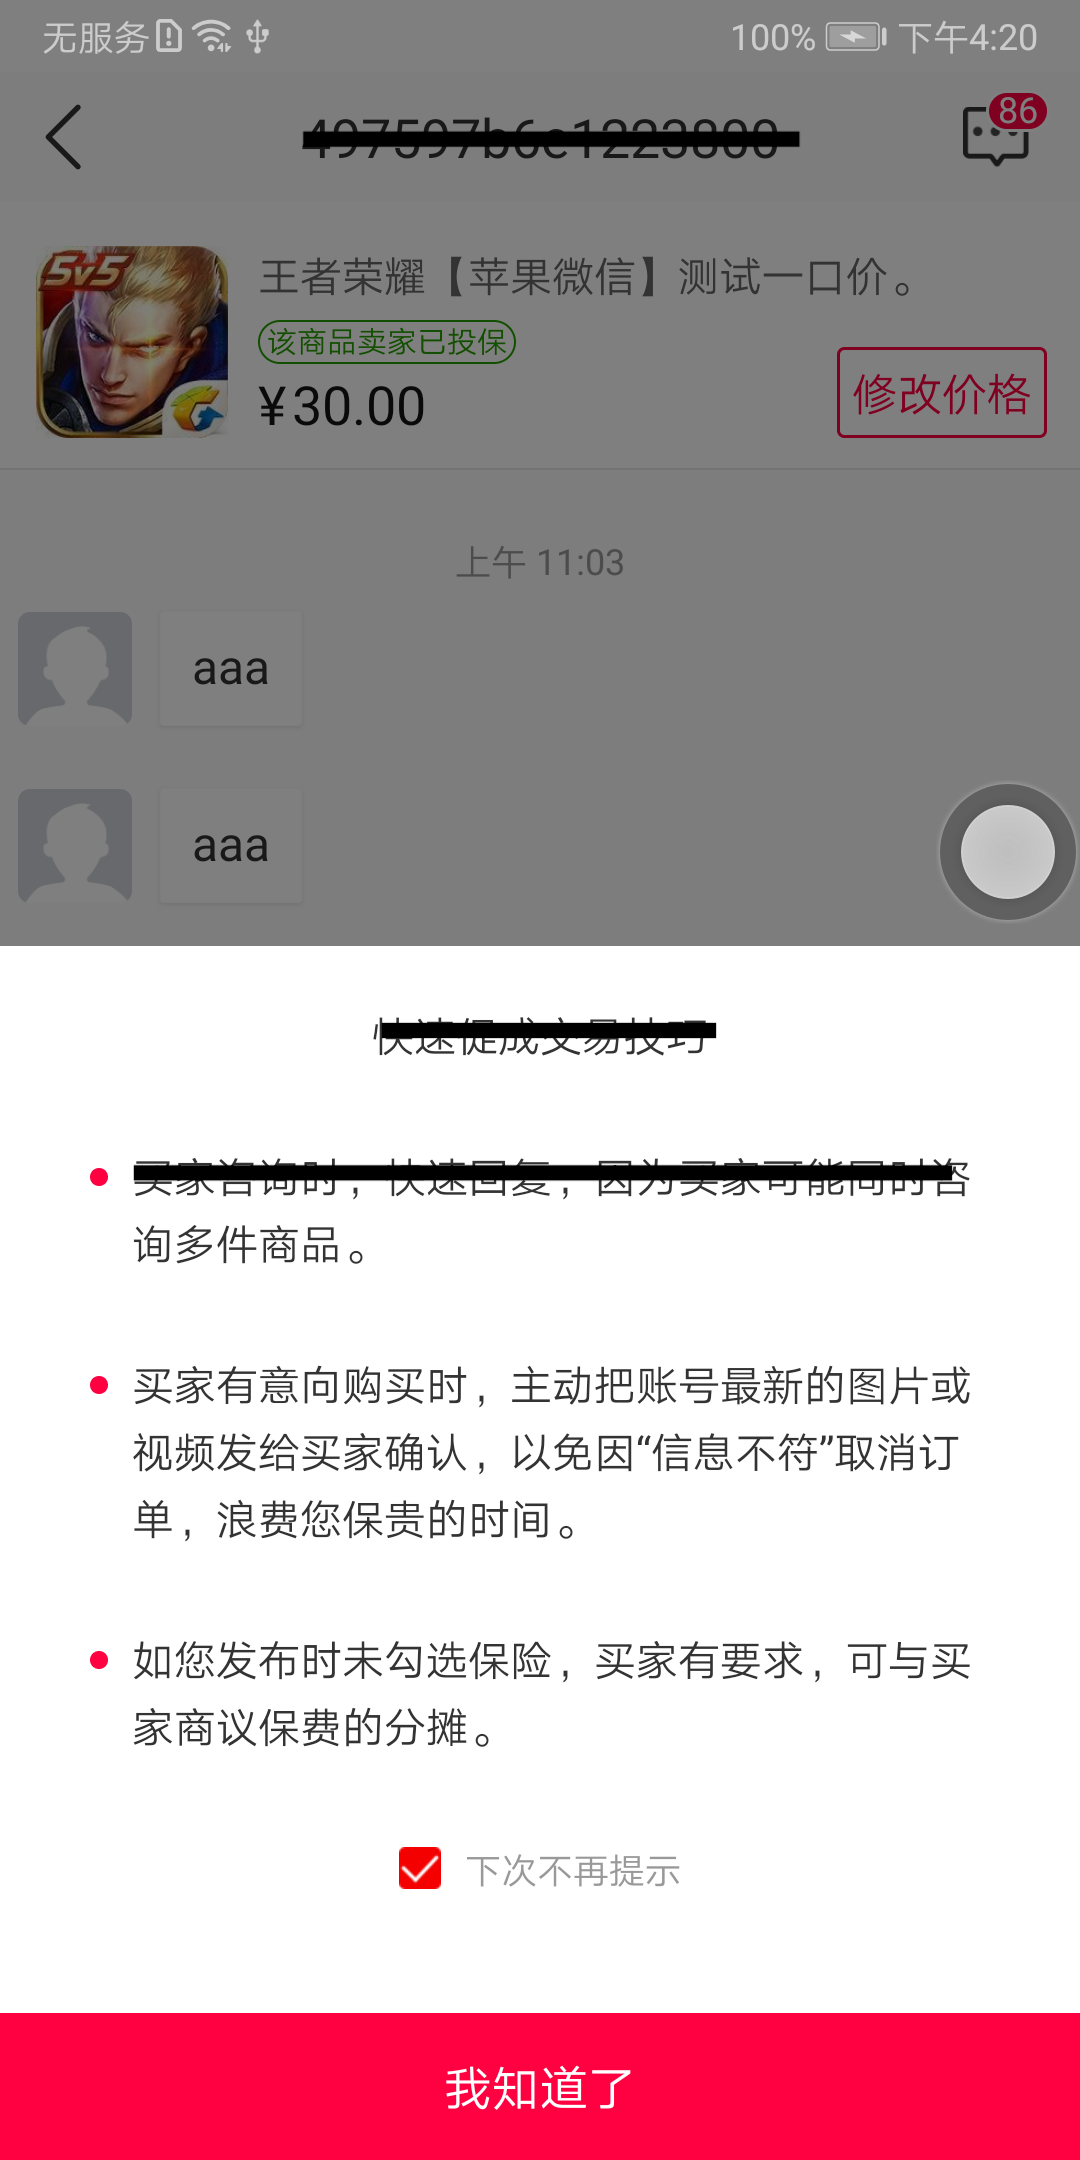 无服务
100%
下午4:20
86
5v5
王者荣耀【苹果微信】测试一口价。
该商品卖家已投保
¥30.00
修改价格
上午 11:03
aaa
aaa
快速促成交易技巧
买家咨询时，快速回复，因为买家可能同时咨
询多件商品。
买家有意向购买时，主动把账号最新的图片或
视频发给买家确认，以免因“信息不符”取消订
单，浪费您保贵的时间。
如您发布时未勾选保险，买家有要求，可与买
家商议保费的分摊。
下次不再提示
我知道了